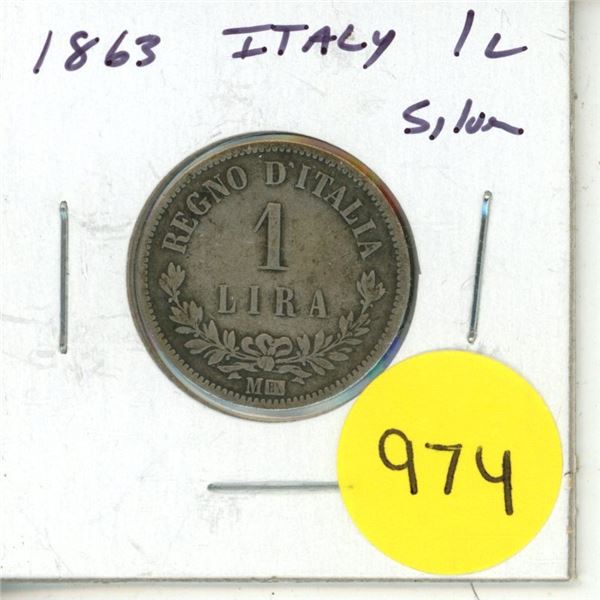 1863 ITALY 1L
Silver
REGNO D'ITALIA
1
LIRA
M BN
974